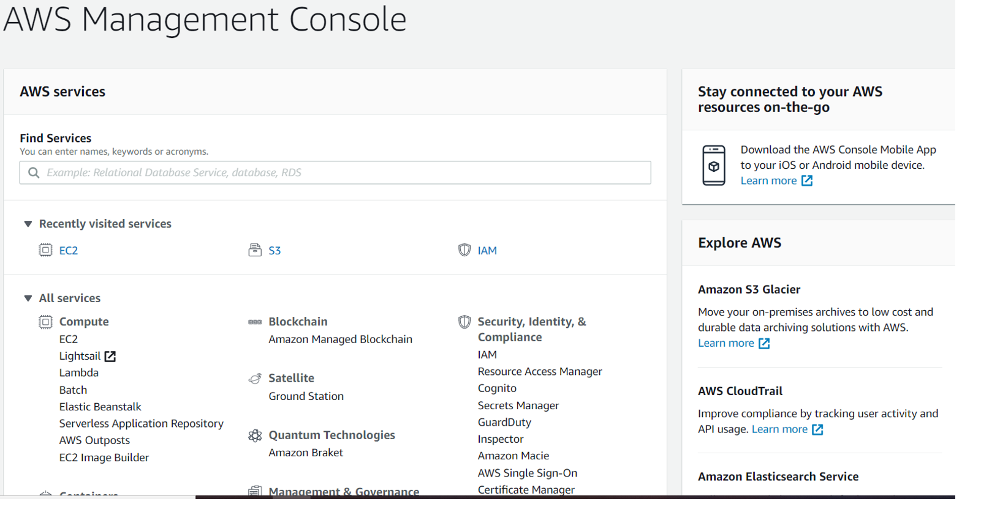 AWS Management Console
AWS services
Find Services
You can enter names, keywords or acronyms.
Example: Relational Database Service, database, RDS
Recently visited services
EC2
S3
IAM
All services
Compute
EC2
Lightsail
Lambda
Batch
Elastic Beanstalk
Serverless Application Repository
AWS Outposts
EC2 Image Builder
Containers
Blockchain
Amazon Managed Blockchain
Satellite
Ground Station
Quantum Technologies
Amazon Braket
Management & Governance
Security, Identity, &
Compliance
IAM
Resource Access Manager
Cognito
Secrets Manager
GuardDuty
Inspector
Amazon Macie
AWS Single Sign-On
Certificate Manager
Stay connected to your AWS
resources on-the-go
Download the AWS Console Mobile App
to your iOS or Android mobile device.
Learn more
Explore AWS
Amazon S3 Glacier
Move your on-premises archives to low cost and
durable data archiving solutions with AWS.
Learn more
AWS CloudTrail
Improve compliance by tracking user activity and
API usage. Learn more
Amazon Elasticsearch Service